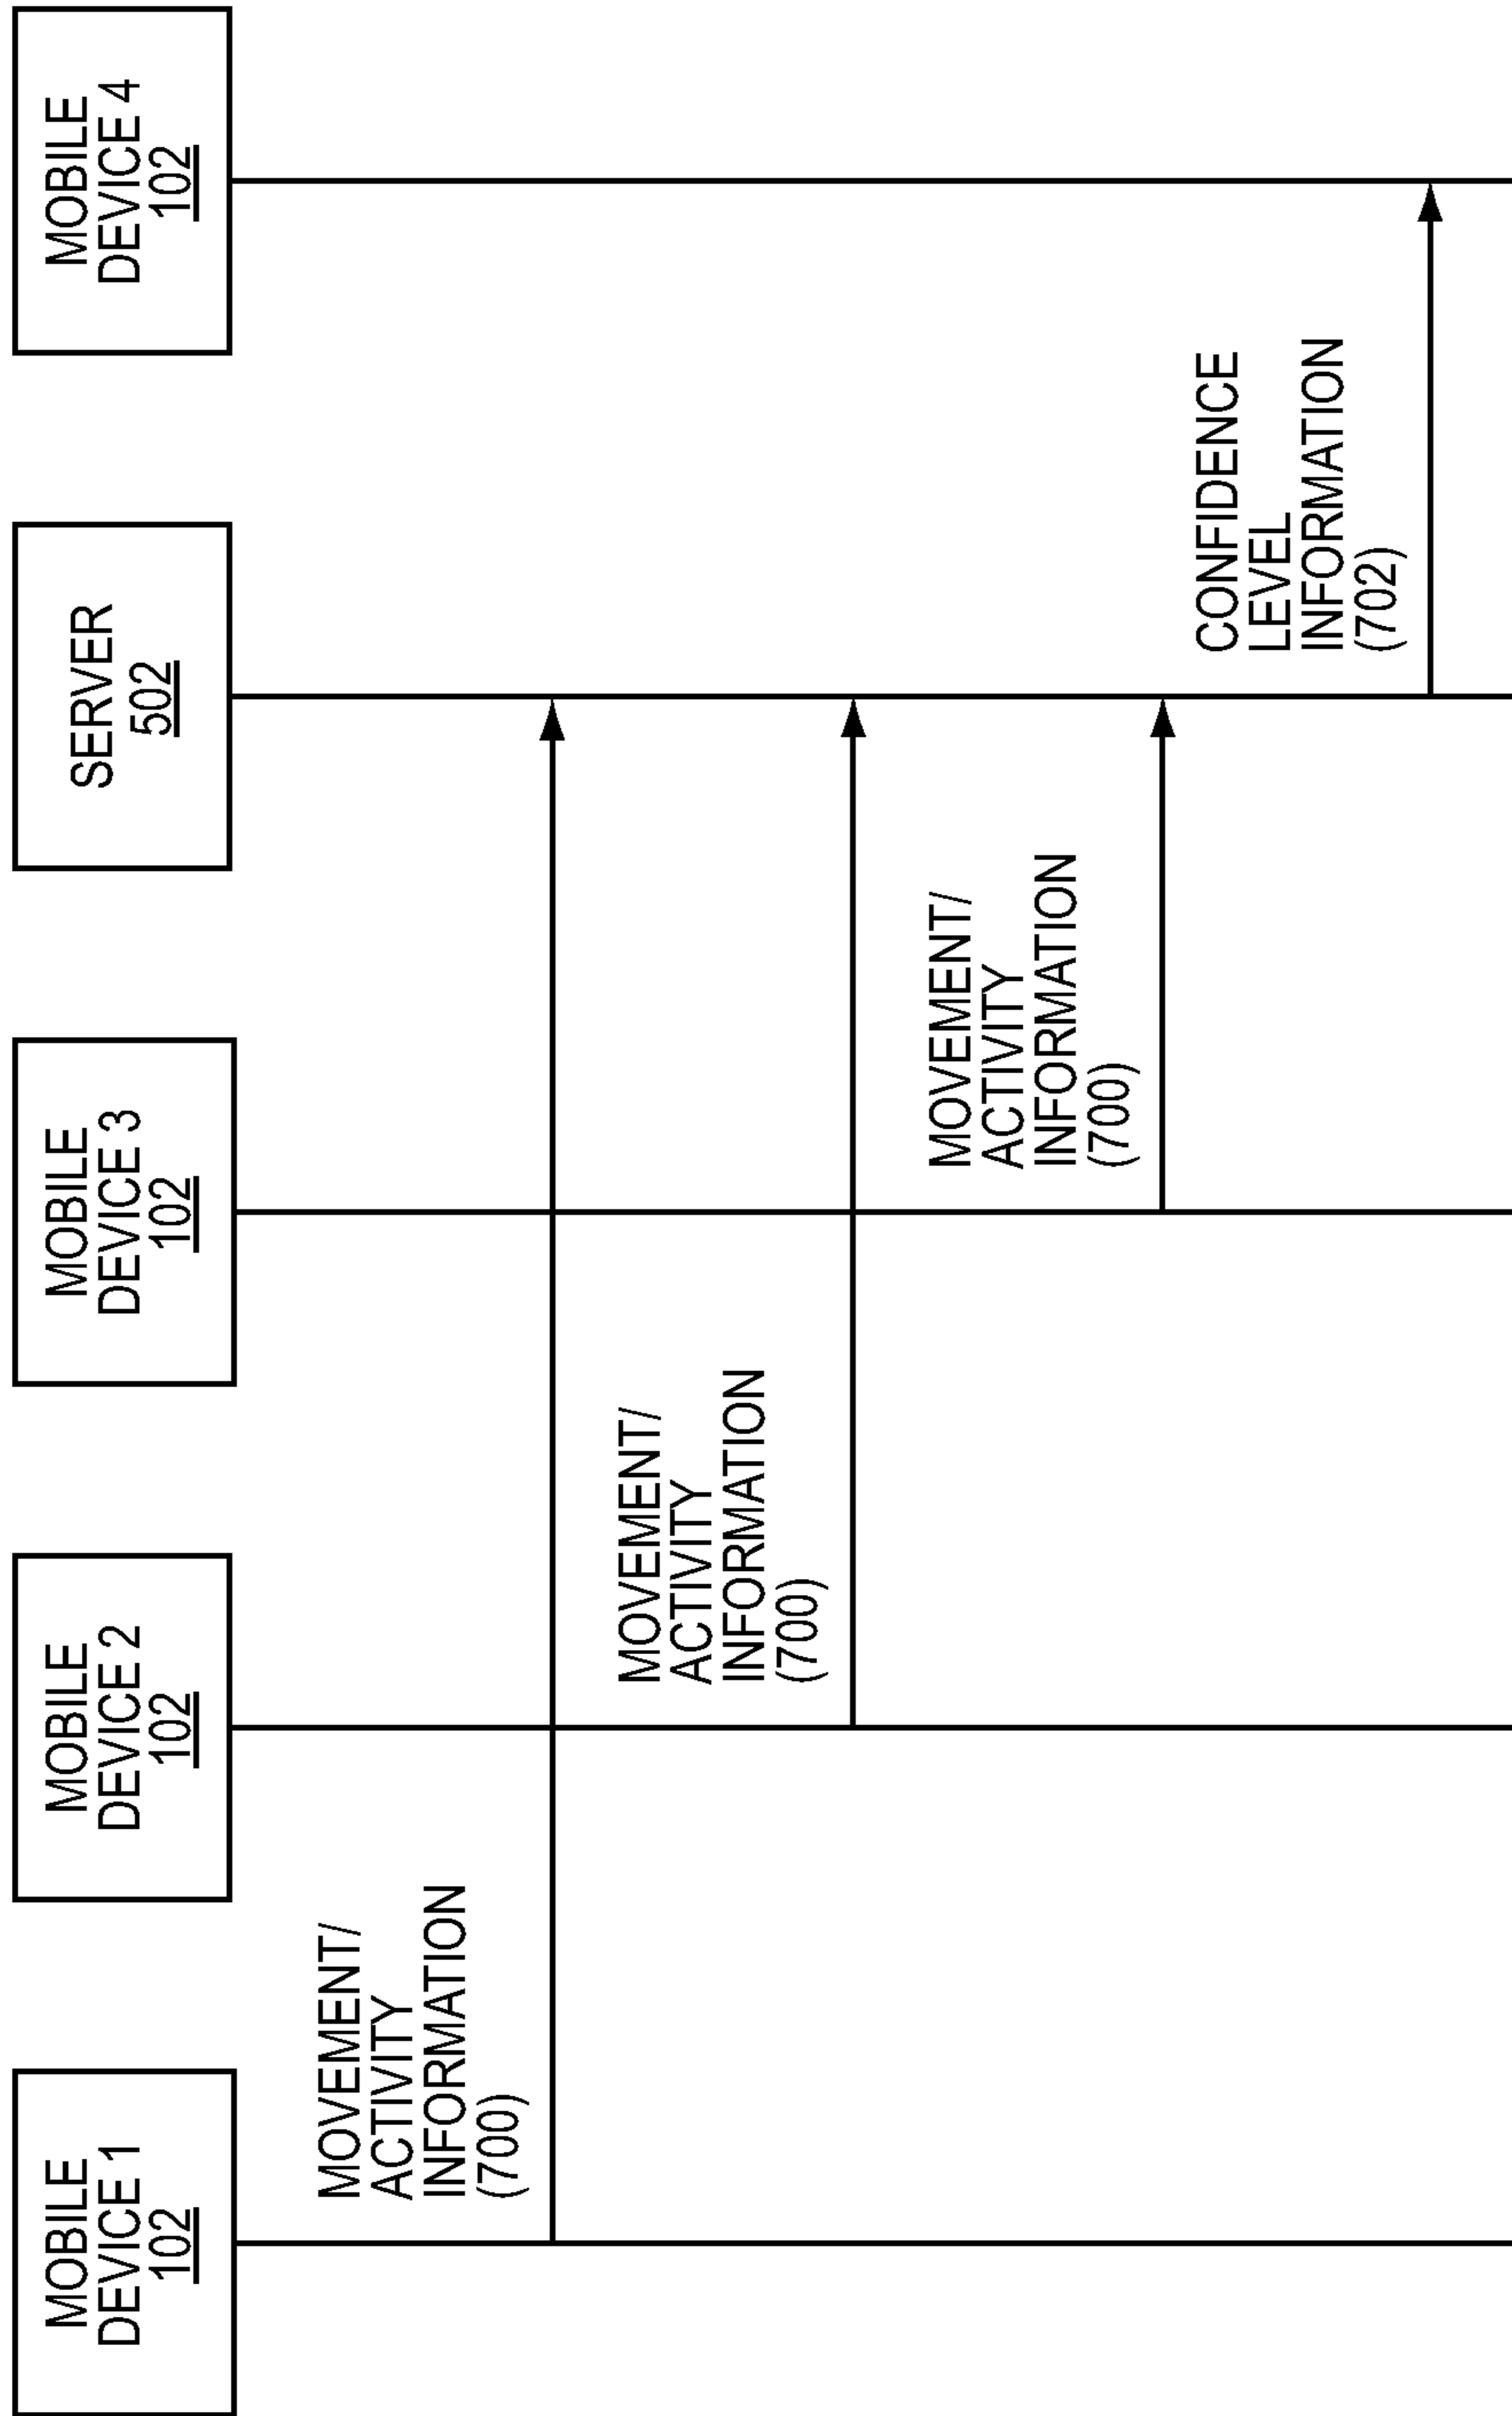 MOBILE
DEVICE 1
102
MOBILE
DEVICE 2
102
MOBILE
DEVICE 3
102
SERVER
502
MOBILE
DEVICE 4
102
MOVEMENT/
ACTIVITY
INFORMATION
(700)
MOVEMENT/
ACTIVITY
INFORMATION
(700)
MOVEMENT/
ACTIVITY
INFORMATION
(700)
CONFIDENCE
LEVEL
INFORMATION
(702)